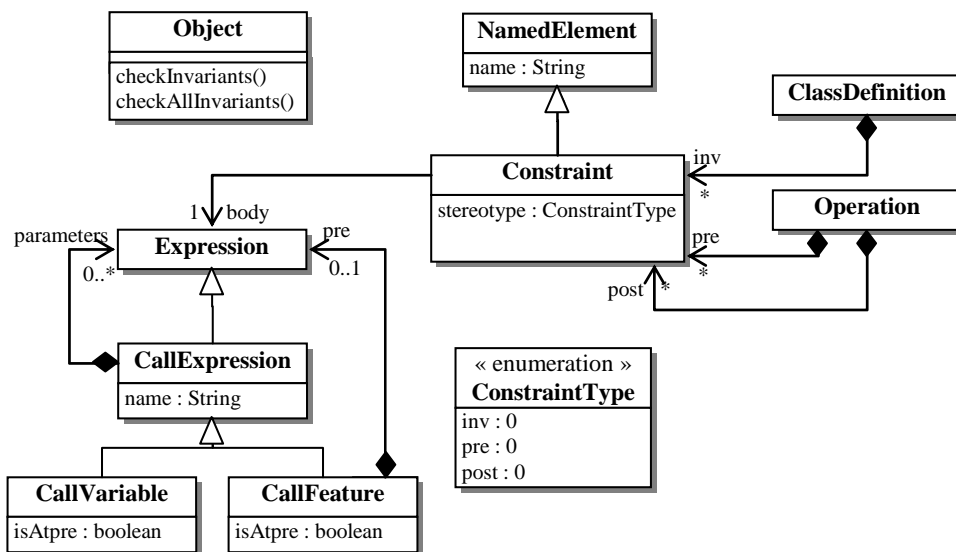 Object
checkInvariants()
checkAllInvariants()
NamedElement
name : String
ClassDefinition
inv
*
Constraint
stereotype : ConstraintType
Operation
pre
*
post
*
1
body
parameters
0..*
Expression
pre
0..1
CallExpression
name : String
« enumeration »
ConstraintType
inv : 0
pre : 0
post : 0
CallVariable
isAtpre : boolean
CallFeature
isAtpre : boolean